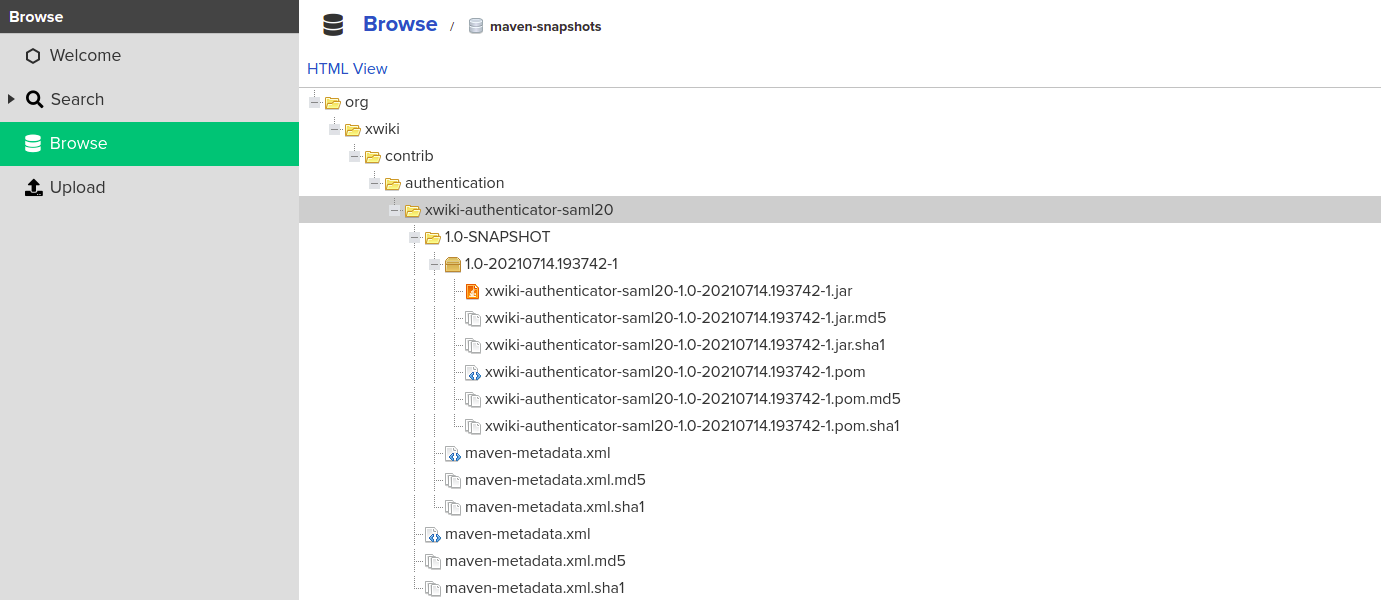 Browse
Welcome
Search
Browse
Upload
Browse / maven-snapshots
HTML View
org
xwiki
contrib
authentication
xwiki-authenticator-saml20
1.0-SNAPSHOT
1.0-20210714.193742-1
xwiki-authenticator-saml20-1.0-20210714.193742-1.jar
xwiki-authenticator-saml20-1.0-20210714.193742-1.jar.md5
xwiki-authenticator-saml20-1.0-20210714.193742-1.jar.sha1
xwiki-authenticator-saml20-1.0-20210714.193742-1.pom
xwiki-authenticator-saml20-1.0-20210714.193742-1.pom.md5
xwiki-authenticator-saml20-1.0-20210714.193742-1.pom.sha1
maven-metadata.xml
maven-metadata.xml.md5
maven-metadata.xml.sha1
maven-metadata.xml
maven-metadata.xml.md5
maven-metadata.xml.sha1